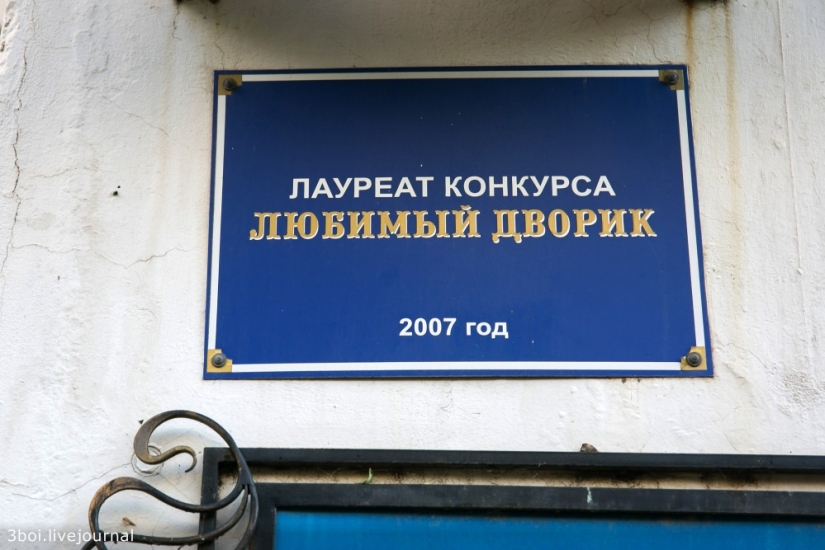 ЛАУРЕАТ КОНКУРСА
ЛЮБИМЫЙ ДВОРИК
2007 год
3boi.livejournal